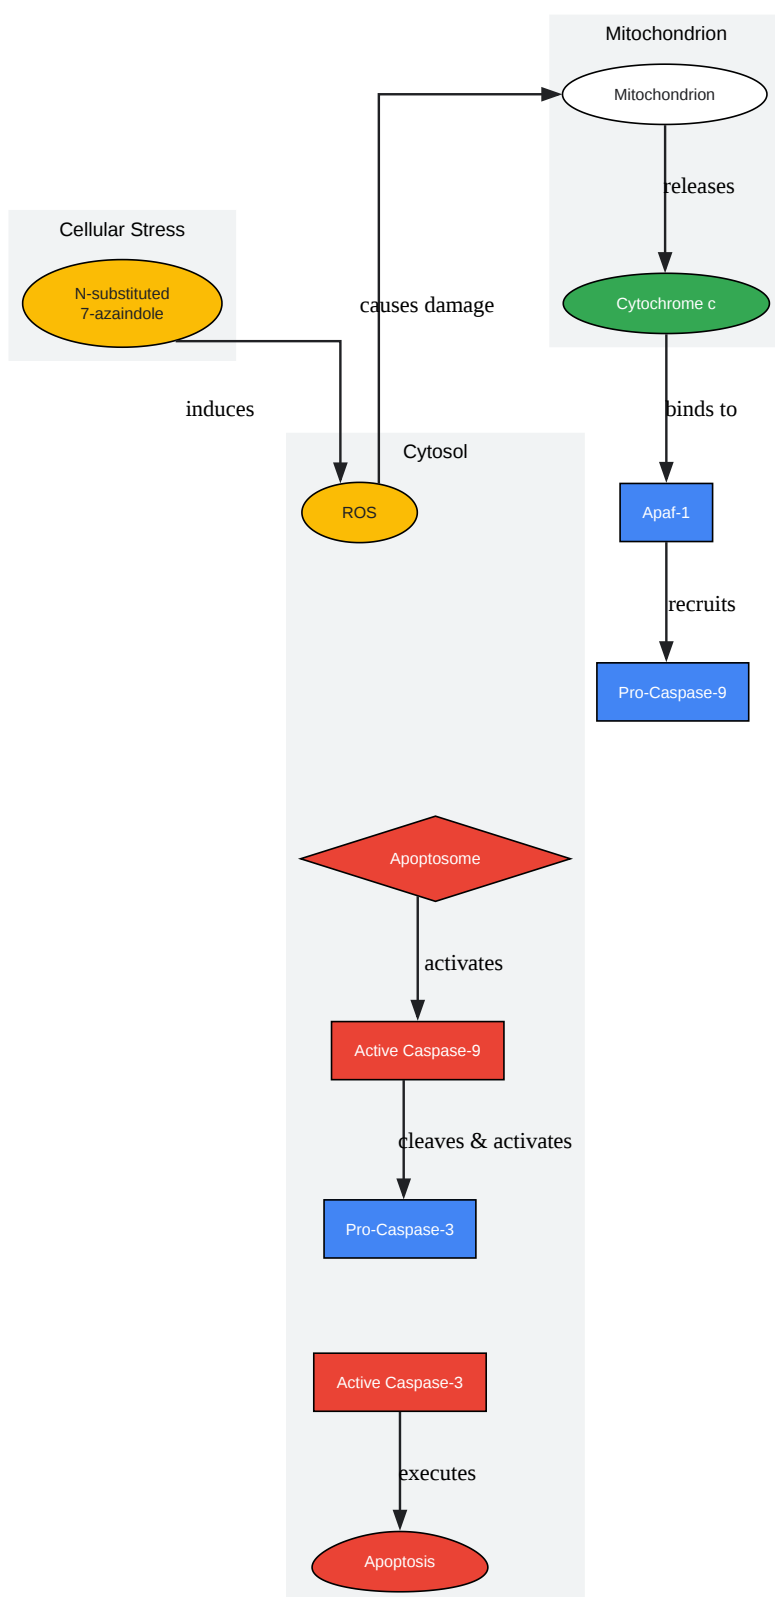 Mitochondrion
Mitochondrion
releases
Cellular Stress
N-substituted
7-azaindole
causes damage
Cytochrome c
induces
binds to
Cytosol
ROS
Apaf-1
recruits
Pro-Caspase-9
Apoptosome
activates
Active Caspase-9
cleaves & activates
Pro-Caspase-3
Active Caspase-3
executes
Apoptosis